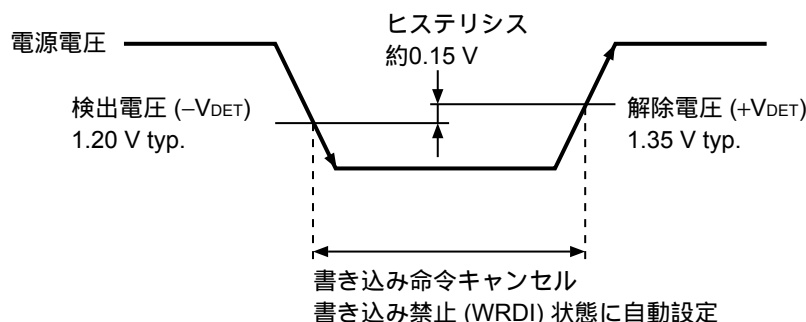 ヒステリシス
約0.15 V
電源電圧
検出電圧 (−VDET)
1.20 V typ.
解除電圧 (+VDET)
1.35 V typ.
書き込み命令キャンセル
書き込み禁止 (WRDI) 状態に自動設定